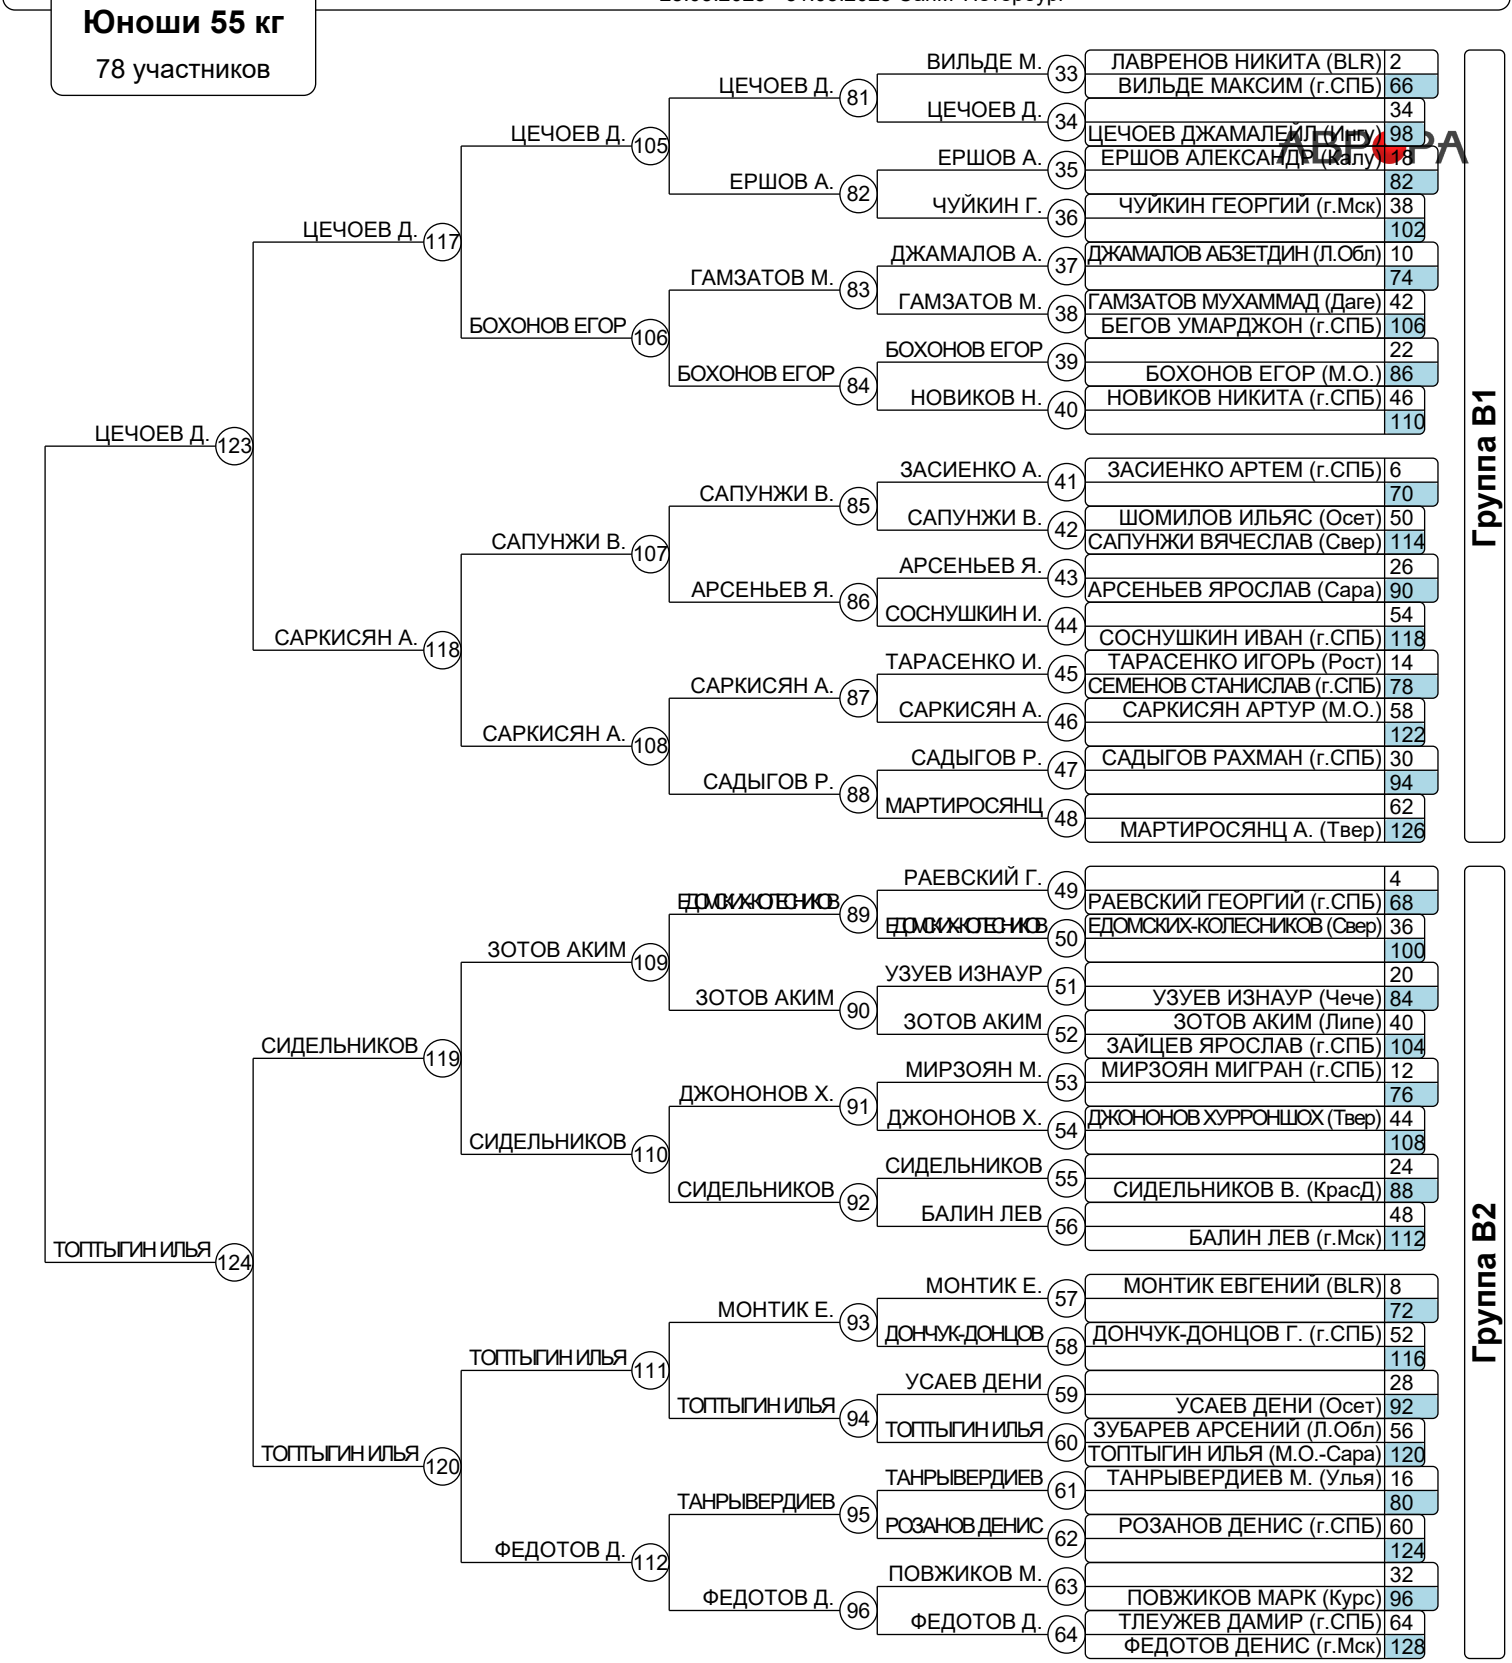 Юноши 55 кг
78 участников
ЛАВРЕНОВ НИКИТА (BLR) 2
ВИЛЬДЕ М. 33
ВИЛЬДЕ МАКСИМ (г.СПБ) 66
ЦЕЧОЕВ Д. 81
34
ЦЕЧОЕВ Д. 34
ЦЕЧОЕВ ДЖАМАЛЕЙЛ (Ингу) 98
ЦЕЧОЕВ Д. 105
АВРОРА
ЕРШОВ АЛЕКСАНДР (Калу) 18
ЕРШОВ А. 35
82
ЕРШОВ А. 82
ЧУЙКИН ГЕОРГИЙ (г.Мск) 38
ЧУЙКИН Г. 36
102
ЦЕЧОЕВ Д. 117
ДЖАМАЛОВ АБЗЕТДИН (Л.Обл) 10
ДЖАМАЛОВ А. 37
74
ГАМЗАТОВ М. 83
ГАМЗАТОВ МУХАММАД (Даге) 42
ГАМЗАТОВ М. 38
БЕГОВ УМАРДЖОН (г.СПБ) 106
БОХОНОВ ЕГОР 106
22
БОХОНОВ ЕГОР 39
БОХОНОВ ЕГОР (М.О.) 86
БОХОНОВ ЕГОР 84
НОВИКОВ НИКИТА (г.СПБ) 46
НОВИКОВ Н. 40
110
Группа В1
ЦЕЧОЕВ Д. 123
ЗАСИЕНКО АРТЕМ (г.СПБ) 6
ЗАСИЕНКО А. 41
70
САПУНЖИ В. 85
ШОМИЛОВ ИЛЬЯС (Осет) 50
САПУНЖИ В. 42
САПУНЖИ ВЯЧЕСЛАВ (Свер) 114
САПУНЖИ В. 107
26
АРСЕНЬЕВ Я. 43
АРСЕНЬЕВ ЯРОСЛАВ (Сара) 90
АРСЕНЬЕВ Я. 86
54
СОСНУШКИН И. 44
СОСНУШКИН ИВАН (г.СПБ) 118
САРКИСЯН А. 118
ТАРАСЕНКО ИГОРЬ (Рост) 14
ТАРАСЕНКО И. 45
СЕМЕНОВ СТАНИСЛАВ (г.СПБ) 78
САРКИСЯН А. 87
САРКИСЯН АРТУР (М.О.) 58
САРКИСЯН А. 46
122
САРКИСЯН А. 108
САДЫГОВ РАХМАН (г.СПБ) 30
САДЫГОВ Р. 47
94
САДЫГОВ Р. 88
62
МАРТИРОСЯНЦ 48
МАРТИРОСЯНЦ А. (Твер) 126
4
РАЕВСКИЙ Г. 49
РАЕВСКИЙ ГЕОРГИЙ (г.СПБ) 68
ЕДОМСКИХ-КОЛЕСНИКОВ 89
ЕДОМСКИХ-КОЛЕСНИКОВ (Свер) 36
ЕДОМСКИХ-КОЛЕСНИКОВ 50
100
ЗОТОВ АКИМ 109
20
УЗУЕВ ИЗНАУР 51
УЗУЕВ ИЗНАУР (Чече) 84
ЗОТОВ АКИМ 90
ЗОТОВ АКИМ (Липе) 40
ЗОТОВ АКИМ 52
ЗАЙЦЕВ ЯРОСЛАВ (г.СПБ) 104
СИДЕЛЬНИКОВ 119
МИРЗОЯН МИГРАН (г.СПБ) 12
МИРЗОЯН М. 53
76
ДЖОНОНОВ Х. 91
ДЖОНОНОВ ХУРРОНШОХ (Твер) 44
ДЖОНОНОВ Х. 54
108
СИДЕЛЬНИКОВ 110
24
СИДЕЛЬНИКОВ 55
СИДЕЛЬНИКОВ В. (КрасД) 88
СИДЕЛЬНИКОВ 92
48
БАЛИН ЛЕВ 56
БАЛИН ЛЕВ (г.Мск) 112
Группа В2
ТОПТЫГИН ИЛЬЯ 124
МОНТИК ЕВГЕНИЙ (BLR) 8
МОНТИК Е. 57
72
МОНТИК Е. 93
ДОНЧУК-ДОНЦОВ Г. (г.СПБ) 52
ДОНЧУК-ДОНЦОВ 58
116
ТОПТЫГИН ИЛЬЯ 111
28
УСАЕВ ДЕНИ 59
УСАЕВ ДЕНИ (Осет) 92
ТОПТЫГИН ИЛЬЯ 94
ЗУБАРЕВ АРСЕНИЙ (Л.Обл) 56
ТОПТЫГИН ИЛЬЯ 60
ТОПТЫГИН ИЛЬЯ (М.О.-Сара) 120
ТОПТЫГИН ИЛЬЯ 120
ТАНРЫВЕРДИЕВ М. (Улья) 16
ТАНРЫВЕРДИЕВ 61
80
ТАНРЫВЕРДИЕВ 95
РОЗАНОВ ДЕНИС (г.СПБ) 60
РОЗАНОВ ДЕНИС 62
124
ФЕДОТОВ Д. 112
32
ПОВЖИКОВ М. 63
ПОВЖИКОВ МАРК (Курс) 96
ФЕДОТОВ Д. 96
ТЛЕУЖЕВ ДАМИР (г.СПБ) 64
ФЕДОТОВ Д. 64
ФЕДОТОВ ДЕНИС (г.Мск) 128